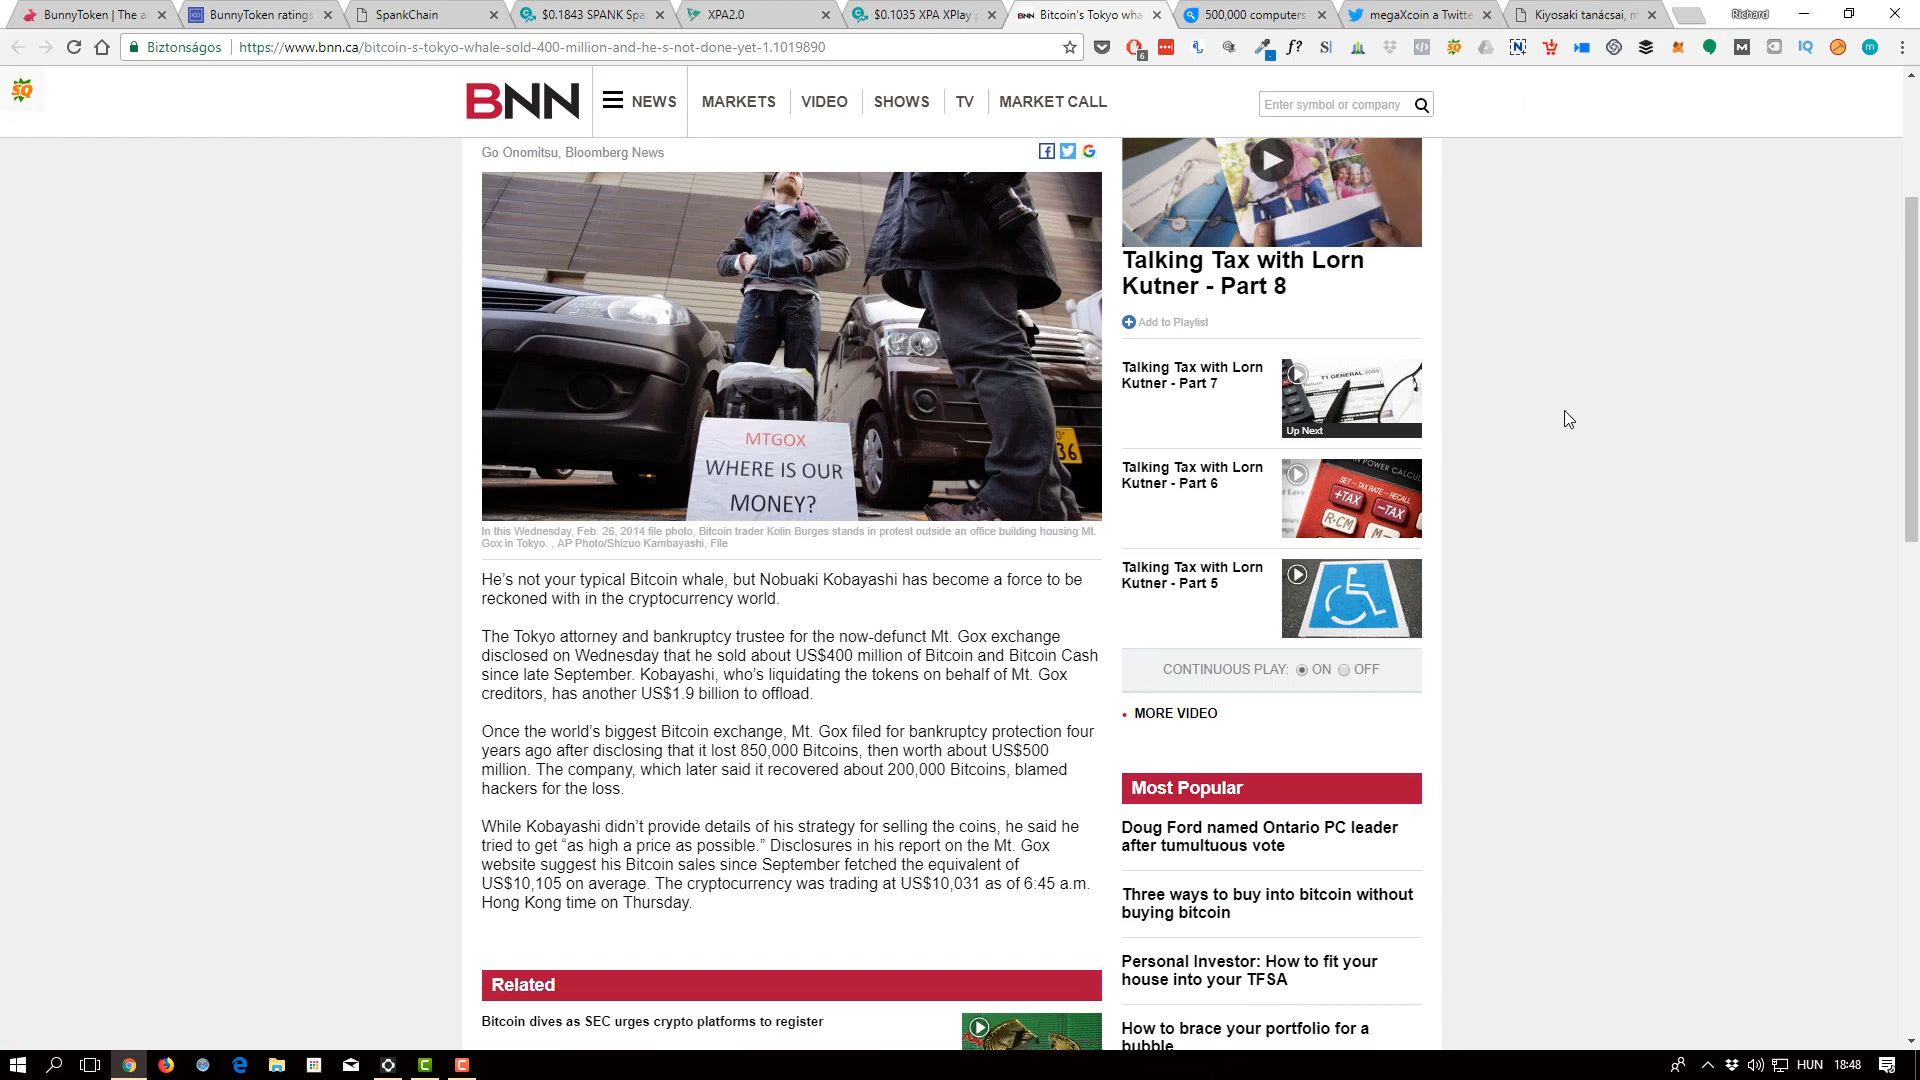 BunnyToken | The a
BunnyToken ratings
SpankChain
$0.1843 SPANK Spa
XPA2.0
$0.1035 XPA XPlay p
BNN Bitcoin's Tokyo wha
500,000 computers
megaXcoin a Twitte
Kiyosaki tanácsai, m
Richard
Biztonságos
https://www.bnn.ca/bitcoin-s-tokyo-whale-sold-400-million-and-he-s-not-done-yet-1.1019890
6
f?
S|
IQ
m
SQ
BNN
NEWS
MARKETS
VIDEO
SHOWS
TV
MARKET CALL
Enter symbol or company
Go Onomitsu, Bloomberg News
MTGOX
WHERE IS OUR
MONEY?
36
In this Wednesday, Feb. 26, 2014 file photo, Bitcoin trader Kolin Burges stands in protest outside an office building housing Mt.
Gox in Tokyo. , AP Photo/Shizuo Kambayashi, File
He's not your typical Bitcoin whale, but Nobuaki Kobayashi has become a force to be
reckoned with in the cryptocurrency world.
The Tokyo attorney and bankruptcy trustee for the now-defunct Mt. Gox exchange
disclosed on Wednesday that he sold about US$400 million of Bitcoin and Bitcoin Cash
since late September. Kobayashi, who's liquidating the tokens on behalf of Mt. Gox
creditors, has another US$1.9 billion to offload.
Once the world's biggest Bitcoin exchange, Mt. Gox filed for bankruptcy protection four
years ago after disclosing that it lost 850,000 Bitcoins, then worth about US$500
million. The company, which later said it recovered about 200,000 Bitcoins, blamed
hackers for the loss.
While Kobayashi didn't provide details of his strategy for selling the coins, he said he
tried to get “as high a price as possible.” Disclosures in his report on the Mt. Gox
website suggest his Bitcoin sales since September fetched the equivalent of
US$10,105 on average. The cryptocurrency was trading at US$10,031 as of 6:45 a.m.
Hong Kong time on Thursday.
Related
Bitcoin dives as SEC urges crypto platforms to register
Talking Tax with Lorn
Kutner - Part 8
Add to Playlist
Talking Tax with Lorn
Kutner - Part 7
T1 GENERAL 2009
Up Next
Talking Tax with Lorn
Kutner - Part 6
POWER CALCU
SET – TAX RATE – RECALL
+TAX
-TAX
R·CM
Talking Tax with Lorn
Kutner - Part 5
CONTINUOUS PLAY: ON OFF
MORE VIDEO
Most Popular
Doug Ford named Ontario PC leader
after tumultuous vote
Three ways to buy into bitcoin without
buying bitcoin
Personal Investor: How to fit your
house into your TFSA
How to brace your portfolio for a
bubble
HUN
18:48